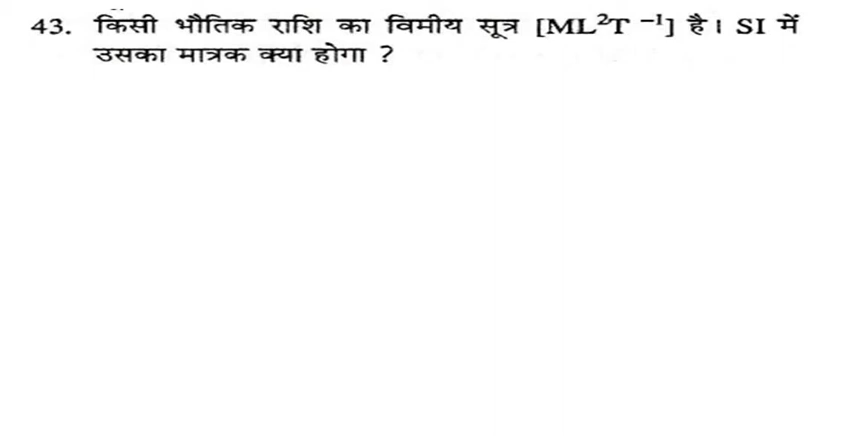 43. किसी भौतिक राशि का विमीय सूत्र [ML²T ⁻¹] है। SI में
उसका मात्रक क्या होगा ?